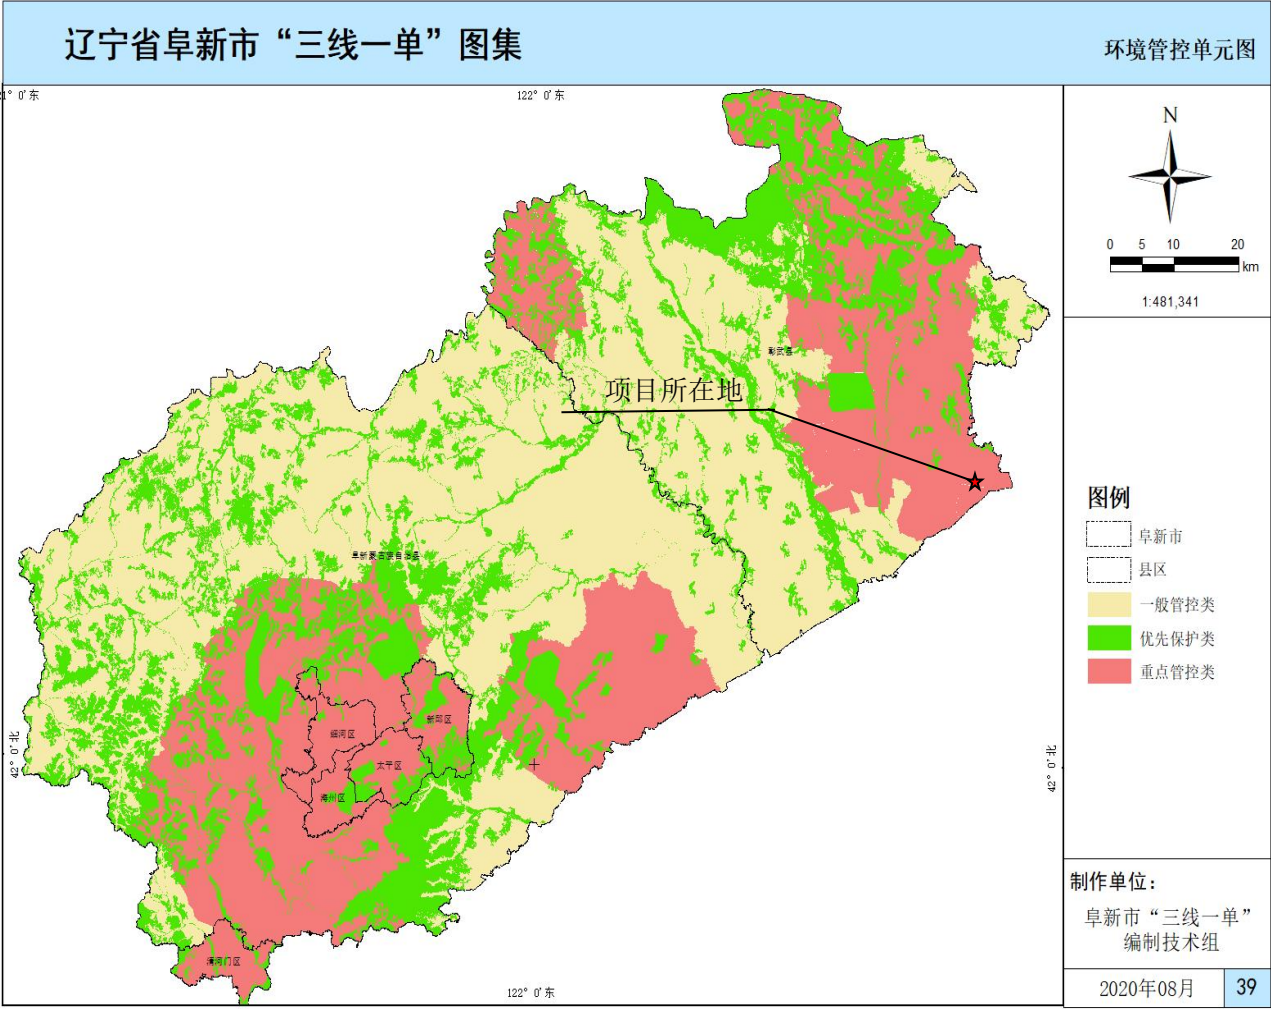 辽宁省阜新市“三线一单”图集
环境管控单元图
1° 0′东
122° 0′东
N
0 5 10 20
km
1:481,341
彰武县
项目所在地
阜新蒙古族自治县
图例
阜新市
县区
一般管控类
优先保护类
重点管控类
新邱区
细河区
太平区
海州区
清河门区
42° 0′北
42° 0′北
122° 0′东
制作单位：
阜新市“三线一单”
编制技术组
2020年08月
39